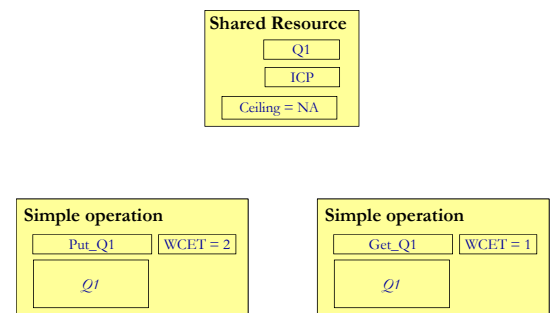 Shared Resource
Q1
ICP
Ceiling = NA
Simple operation
Put_Q1
WCET = 2
Q1
Simple operation
Get_Q1
WCET = 1
Q1